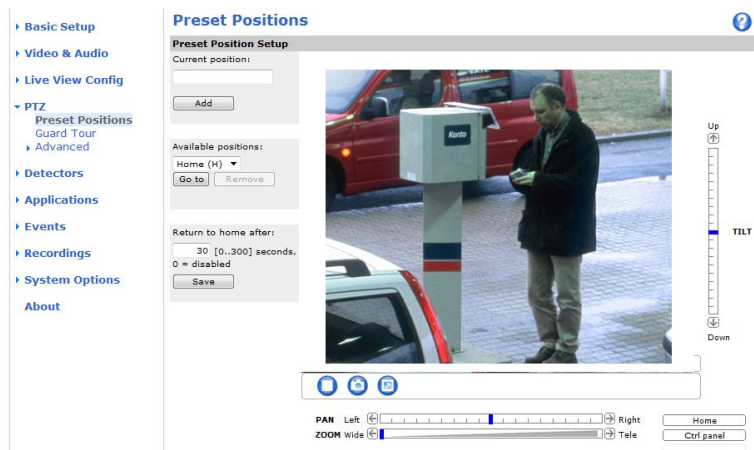 Basic Setup
Video & Audio
Live View Config
PTZ
Preset Positions
Guard Tour
Advanced
Detectors
Applications
Events
Recordings
System Options
About
Preset Positions
?
Preset Position Setup
Current position:
Add
Available positions:
Home (H)
Go to Remove
Return to home after:
30 [0..300] seconds,
0 = disabled
Save
Konto
Up
TILT
Down
PAN Left Right Home
ZOOM Wide Tele Ctrl panel